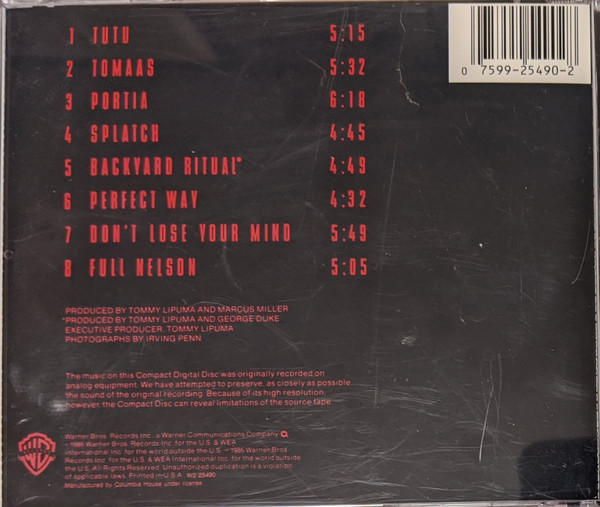 1 TUTU 5:15
2 TOMAAS 5:32
3 PORTIA 6:18
4 SPLATCH 4:45
5 BACKYARD RITUAL* 4:49
6 PERFECT WAY 4:32
7 DON'T LOSE YOUR MIND 5:49
8 FULL NELSON 5:05
0 7599-25490-2
PRODUCED BY TOMMY LIPUMA AND MARCUS MILLER
*PRODUCED BY TOMMY LIPUMA AND GEORGE DUKE
EXECUTIVE PRODUCER, TOMMY LIPUMA
PHOTOGRAPHS BY IRVING PENN
The music on this Compact Digital Disc was originally recorded on
analog equipment. We have attempted to preserve, as closely as possible,
the sound of the original recording. Because of its high resolution,
however, the Compact Disc can reveal limitations of the source tape.
Warner Bros. Records Inc., a Warner Communications Company
1986 Warner Bros. Records Inc. for the U.S. & WEA
International Inc. for the world outside the U.S. 1986 Warner Bros.
Records Inc. for the U.S. & WEA International Inc. for the world outside
the U.S. All Rights Reserved. Unauthorized duplication is a violation
of applicable laws. Printed in U.S.A. W2 25490
Manufactured by Columbia House under license.